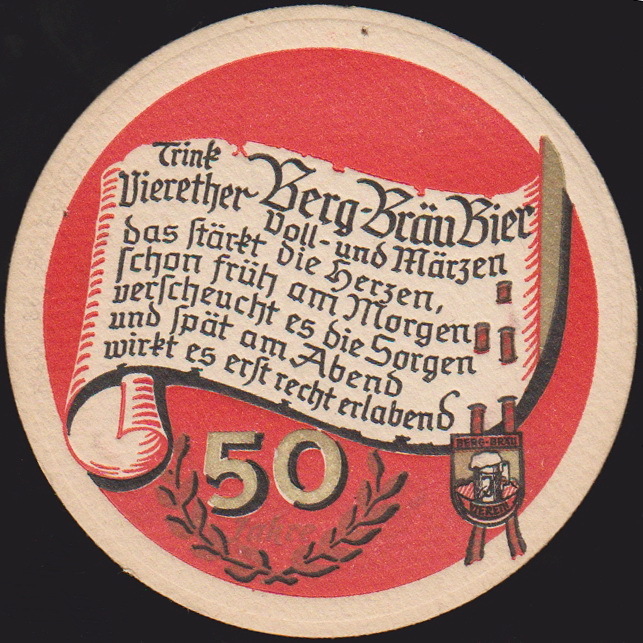 Trink
Vierether Berg-Bräu Bier
Voll- und Märzen
das stärkt die Herzen,
schon früh am Morgen
verscheucht es die Sorgen
und spät am Abend
wirkt es erst recht erlabend
50
Jahre
BERG-BRÄU
VIERETH